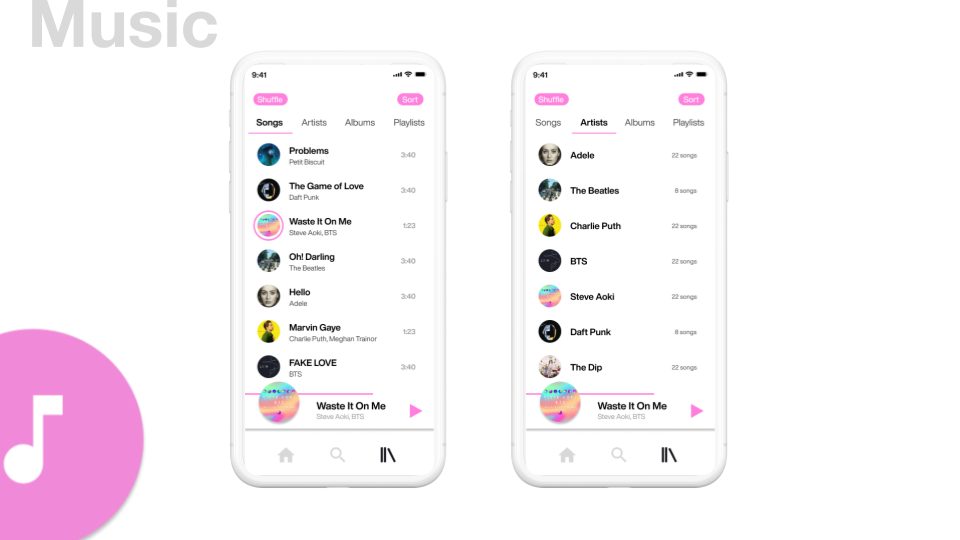 Music
9:41
Shuffle Sort
Songs Artists Albums Playlists
Problems
Petit Biscuit
3:40
The Game of Love
Daft Punk
3:40
Waste It On Me
Steve Aoki, BTS
1:23
Oh! Darling
The Beatles
3:40
Hello
Adele
3:40
Marvin Gaye
Charlie Puth, Meghan Trainor
1:23
FAKE LOVE
BTS
3:40
Waste It On Me
Steve Aoki, BTS
9:41
Shuffle Sort
Songs Artists Albums Playlists
Adele 22 songs
The Beatles 8 songs
Charlie Puth 22 songs
BTS 22 songs
Steve Aoki 22 songs
Daft Punk 8 songs
The Dip 22 songs
Waste It On Me
Steve Aoki, BTS